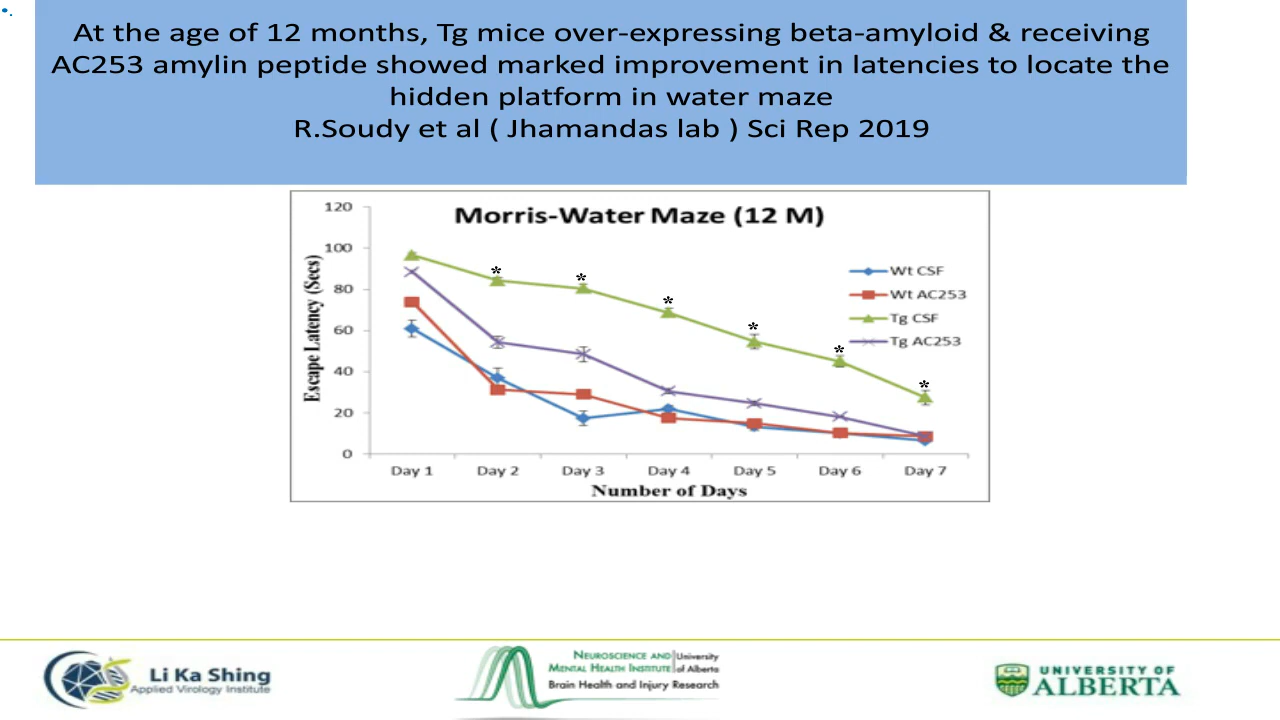 At the age of 12 months, Tg mice over-expressing beta-amyloid & receiving
AC253 amylin peptide showed marked improvement in latencies to locate the
hidden platform in water maze
R.Soudy et al ( Jhamandas lab ) Sci Rep 2019
Morris-Water Maze (12 M)
Escape Latency (Secs)
120
100
80
60
40
20
0
* * * * * *
Wt CSF
Wt AC253
Tg CSF
Tg AC253
Day 1 Day 2 Day 3 Day 4 Day 5 Day 6 Day 7
Number of Days
Li Ka Shing
Applied Virology Institute
NEUROSCIENCE AND University
MENTAL HEALTH INSTITUTE of Alberta
Brain Health and Injury Research
UNIVERSITY OF
ALBERTA